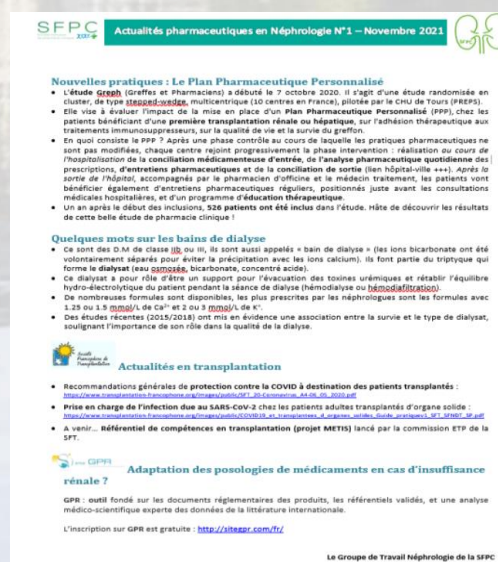 SFPC
Actualités pharmaceutiques en Néphrologie N°1 – Novembre 2021
Nouvelles pratiques : Le Plan Pharmaceutique Personnalisé
• L'étude Greph (Greffes et Pharmaciens) a débuté le 7 octobre 2020. Il s'agit d'une étude randomisée en
cluster, de type stepped-wedge, multicentrique (10 centres en France), pilotée par le CHU de Tours (PREPS).
• Elle vise à évaluer l'impact de la mise en place d'un Plan Pharmaceutique Personnalisé (PPP), chez les
patients bénéficiant d'une première transplantation rénale ou hépatique, sur l'adhésion thérapeutique aux
traitements immunosuppresseurs, sur la qualité de vie et la survie du greffon.
• En quoi consiste le PPP ? Après une phase contrôle au cours de laquelle les pratiques pharmaceutiques ne
sont pas modifiées, chaque centre rejoint progressivement la phase intervention : réalisation au cours de
l'hospitalisation de la conciliation médicamenteuse d'entrée, de l'analyse pharmaceutique quotidienne des
prescriptions, d'entretiens pharmaceutiques et de la conciliation de sortie (lien hôpital-ville +++). Après la
sortie de l'hôpital, accompagnés par le pharmacien d'officine et le médecin traitant, les patients vont
bénéficier également d'entretiens pharmaceutiques réguliers, positionnés juste avant les consultations
médicales hospitalières, et d'un programme d'éducation thérapeutique.
• Un an après le début des inclusions, 526 patients ont été inclus dans l'étude. Hâte de découvrir les résultats
de cette belle étude de pharmacie clinique !
Quelques mots sur les bains de dialyse
• Ce sont des D.M de classe IIb ou III, ils sont aussi appelés « bain de dialyse » (les ions bicarbonate ont été
volontairement séparés pour éviter la précipitation avec les ions calcium). Ils font partie du triptyque qui
forme le dialysat (eau osmosée, bicarbonate, concentré acide).
• Ce dialysat a pour rôle d'être un support pour l'évacuation des toxines urémiques et rétablir l'équilibre
hydro-électrolytique du patient pendant la séance de dialyse (hémodialyse ou hémodiafiltration).
• De nombreuses formules sont disponibles, les plus prescrites par les néphrologues sont les formules avec
1.25 ou 1.5 mmol/L de Ca²⁺ et 2 ou 3 mmol/L de K⁺.
• Des études récentes (2015/2018) ont mis en évidence une association entre la survie et le type de dialysat,
soulignant l'importance de son rôle dans la qualité de la dialyse.
Société Francophone de Transplantation
Actualités en transplantation
• Recommandations générales de protection contre la COVID à destination des patients transplantés :
https://www.transplantation-francophone.org/images/public/SFT_20-Coronavirus_A4-06_05_2020.pdf
• Prise en charge de l'infection due au SARS-CoV-2 chez les patients adultes transplantés d'organe solide :
• A venir... Référentiel de compétences en transplantation (projet METIS) lancé par la commission ETP de la
SFT.
GPR
Adaptation des posologies de médicaments en cas d'insuffisance
rénale ?
GPR : outil fondé sur les documents réglementaires des produits, les référentiels validés, et une analyse
médico-scientifique experte des données de la littérature internationale.
L'inscription sur GPR est gratuite : http://sitegpr.com/fr/
Le Groupe de Travail Néphrologie de la SFPC